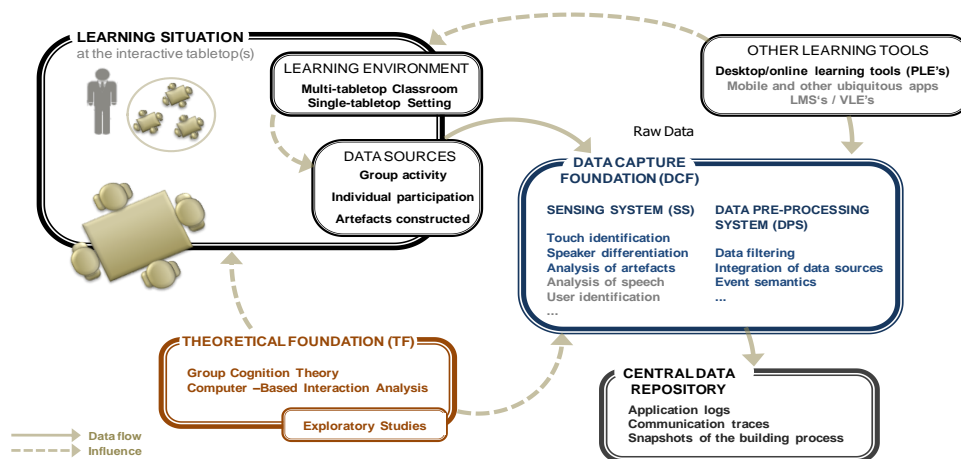 LEARNING SITUATION
at the interactive tabletop(s)
LEARNING ENVIRONMENT
Multi-tabletop Classroom
Single-tabletop Setting
DATA SOURCES
Group activity
Individual participation
Artefacts constructed
OTHER LEARNING TOOLS
Desktop/online learning tools (PLE's)
Mobile and other ubiquitous apps
LMS's / VLE's
Raw Data
DATA CAPTURE
FOUNDATION (DCF)
SENSING SYSTEM (SS)
Touch identification
Speaker differentiation
Analysis of artefacts
Analysis of speech
User identification
...
DATA PRE-PROCESSING
SYSTEM (DPS)
Data filtering
Integration of data sources
Event semantics
...
THEORETICAL FOUNDATION (TF)
Group Cognition Theory
Computer –Based Interaction Analysis
Exploratory Studies
CENTRAL DATA
REPOSITORY
Application logs
Communication traces
Snapshots of the building process
Data flow
Influence